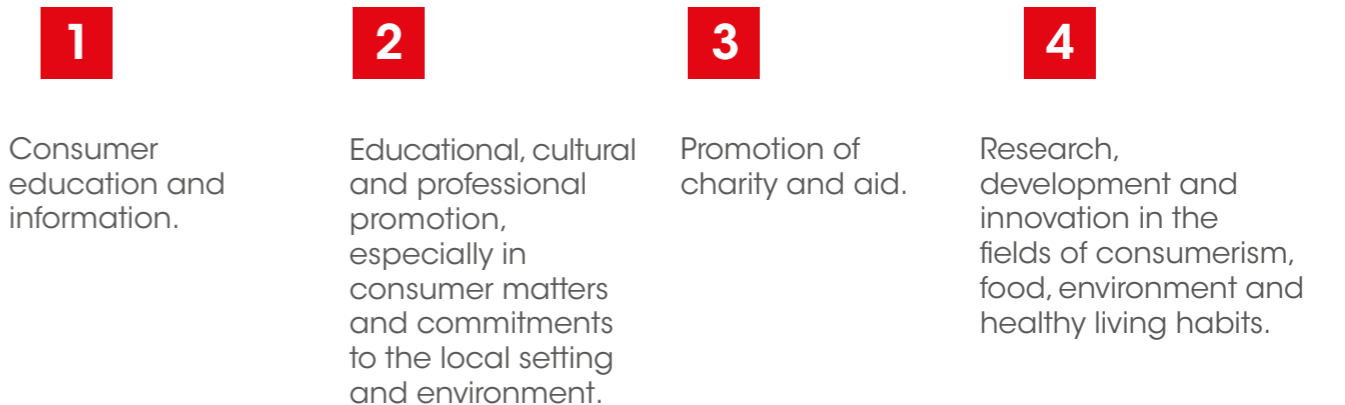 1
Consumer
education and
information.
2
Educational, cultural
and professional
promotion,
especially in
consumer matters
and commitments
to the local setting
and environment.
3
Promotion of
charity and aid.
4
Research,
development and
innovation in the
fields of consumerism,
food, environment and
healthy living habits.